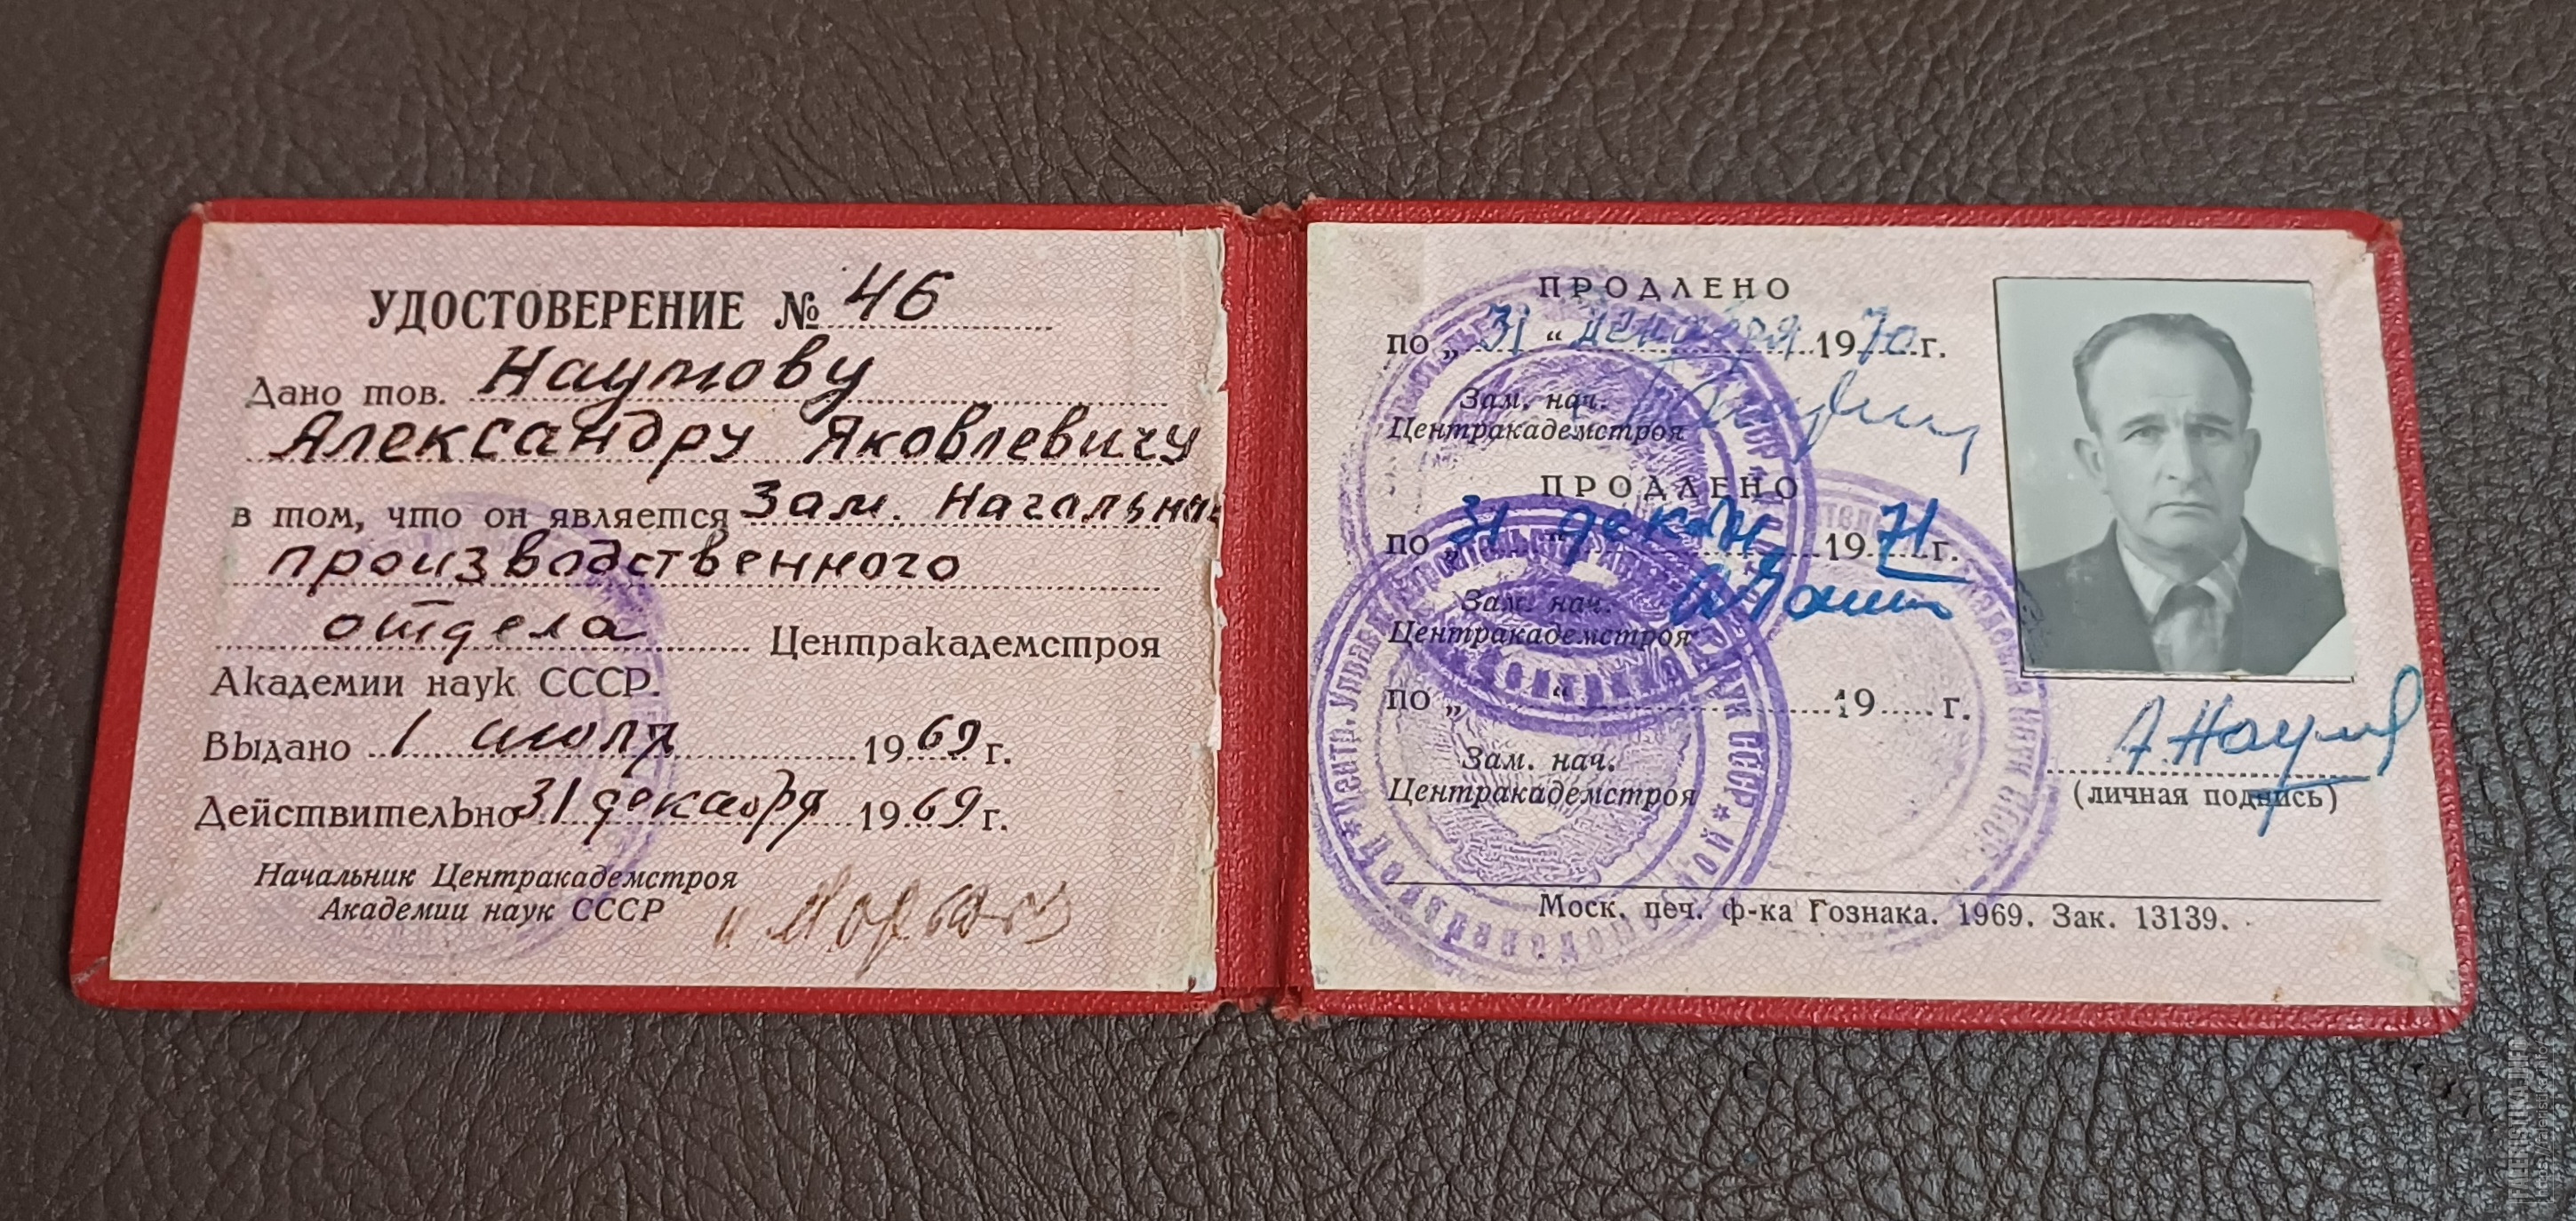 УДОСТОВЕРЕНИЕ № 46
Дано тов. Наумову
Александру Яковлевичу
в том, что он является Зам. Начальника
производственного
отдела Центракадемстроя
Академии наук СССР.
Выдано 1 июля 1969 г.
Действительно 31 декабря 1969 г.
Начальник Центракадемстроя
Академии наук СССР
ПРОДЛЕНО
по „ 31 “ декабря 1970 г.
Зам. нач.
Центракадемстроя
ПРОДЛЕНО
по „ 31 “ декабря 1971 г.
Зам. нач.
Центракадемстроя
по „ “ 19 г.
Зам. нач.
Центракадемстроя
А. Наумов
(личная подпись)
Моск. печ. ф-ка Гознака. 1969. Зак. 13139.